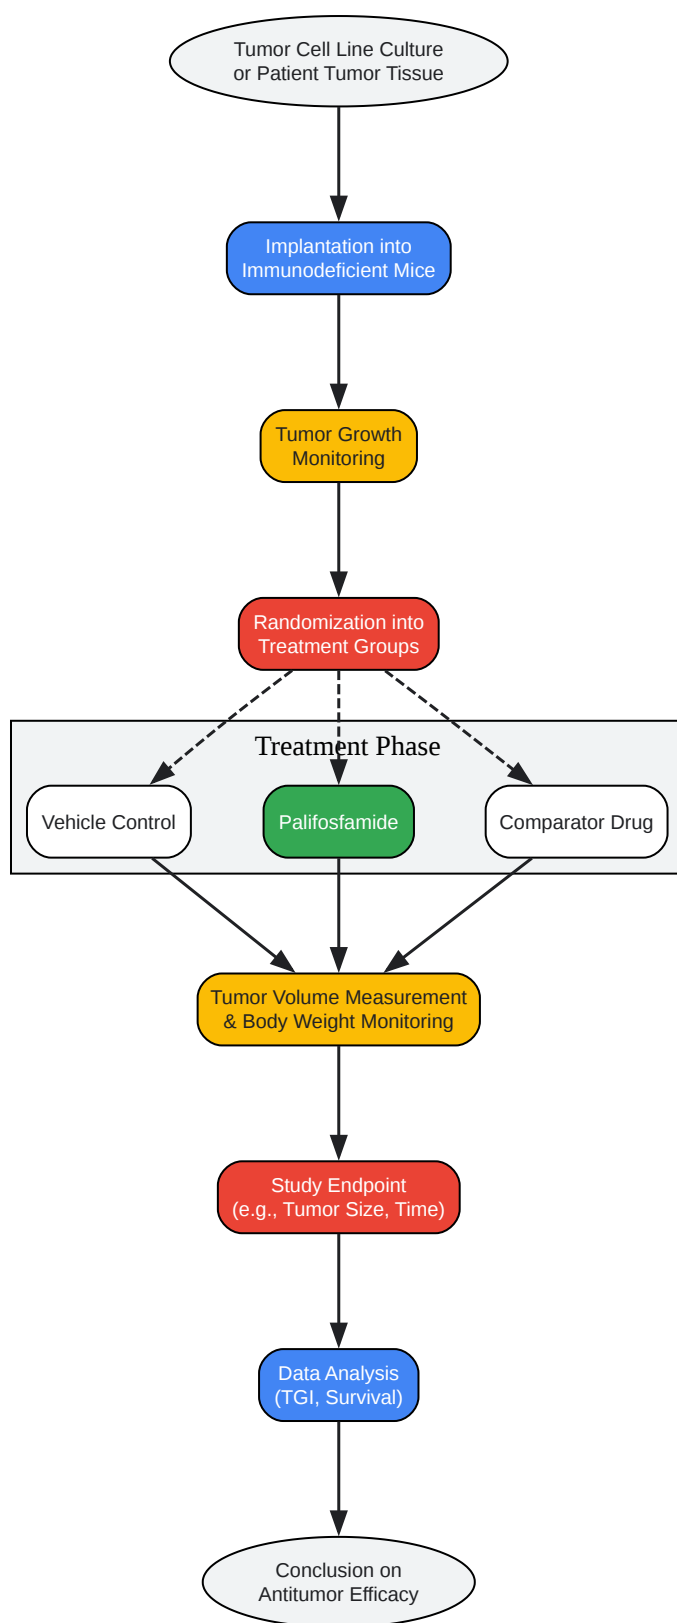 Tumor Cell Line Culture
or Patient Tumor Tissue
Implantation into
Immunodeficient Mice
Tumor Growth
Monitoring
Randomization into
Treatment Groups
Treatment Phase
Vehicle Control
Palifosfamide
Comparator Drug
Tumor Volume Measurement
& Body Weight Monitoring
Study Endpoint
(e.g., Tumor Size, Time)
Data Analysis
(TGI, Survival)
Conclusion on
Antitumor Efficacy